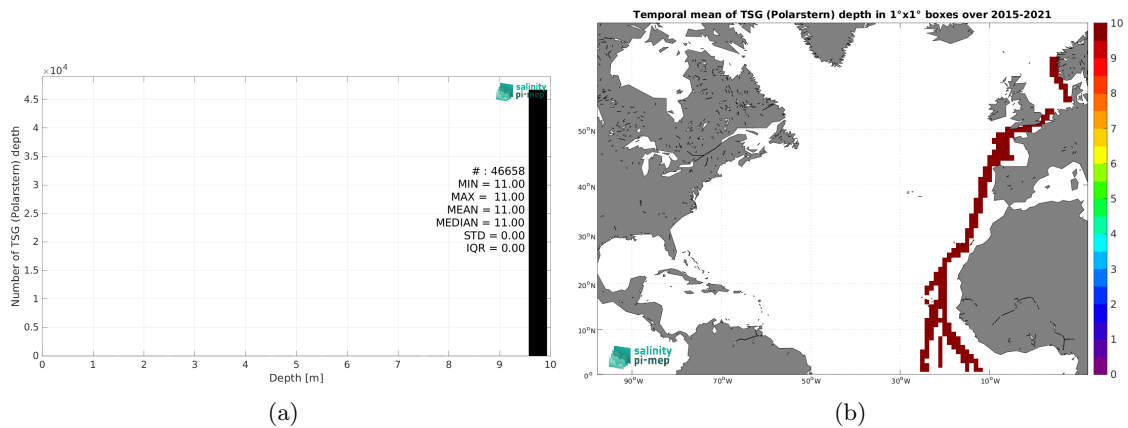 ×10⁴
4.5
4
3.5
3
2.5
2
1.5
1
0.5
0
Number of TSG (Polarstern) depth
salinity
pi-mep
# : 46658
MIN = 11.00
MAX = 11.00
MEAN = 11.00
MEDIAN = 11.00
STD = 0.00
IQR = 0.00
0 1 2 3 4 5 6 7 8 9 10
Depth [m]
(a)
Temporal mean of TSG (Polarstern) depth in 1°x1° boxes over 2015-2021
50°N
40°N
30°N
20°N
10°N
0°
90°W 70°W 50°W 30°W 10°W
salinity
pi-mep
10
9
8
7
6
5
4
3
2
1
0
(b)